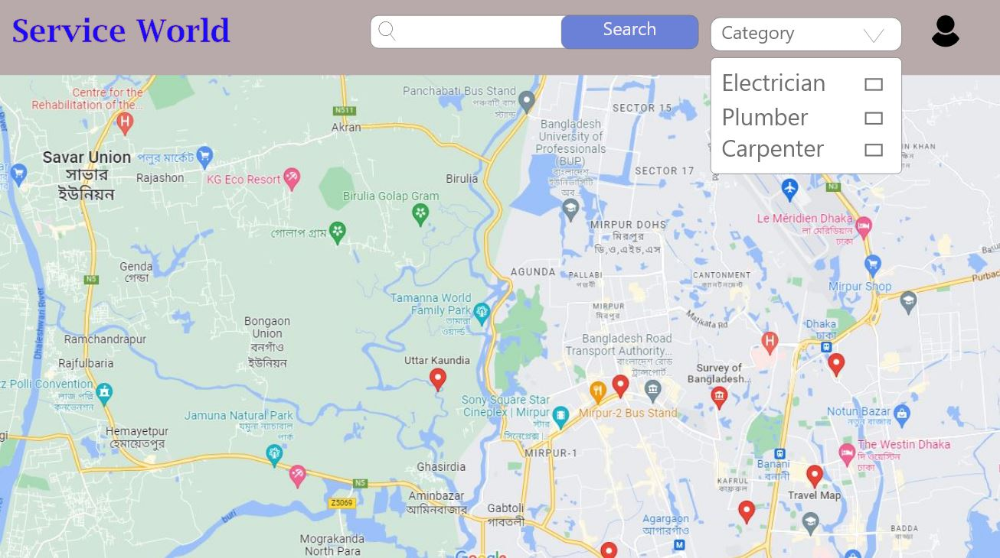 Service World
Search
Category
Electrician
Plumber
Carpenter
Centre for the
Rehabilitation of the...
N511
Akran
Panchabati Bus Stand
পঞ্চবটি বাস
স্ট্যান্ড
Bangladesh
University of
Professionals
(BUP)
বাংলাদেশ
ইউনিভার্সিটি
অব...
SECTOR 15
SECTOR 17
IN KHAN
Savar Union
সাভার
ইউনিয়ন
পলুর মার্কেট
Rajashon
KG Eco Resort
Birulia
Birulia Golap Gram
গোলাপ গ্রাম
N3
Le Méridien Dhaka
লা মেরিডিয়ান
ঢাকা
MIRPUR DOHS
মিরপুর
ডি,ও,এইচ,এস
Genda
গেন্ডা
N5
AGUNDA
PALLABI
পল্লবী
CANTONMENT
ক্যানটনমেন্ট
Mirpur Shop
Purbac
Tamanna World
Family Park
তামান্না
ওয়ার্ল্ড...
MIRPUR
মিরপুর
Matikata Rd
Dhaleshwari River
Bongaon
Union
বনগাঁও
ইউনিয়ন
Ramchandrapur
Rajfulbaria
Bangladesh Road
Transport Authority...
বাংলাদেশ রোড
ট্রান্সপোর্ট...
Dhaka
ঢাকা
Uttar Kaundia
Survey of
Bangladesh...
zz Polli Convention
লাজ পল্লি
কনভেনশন
Sony Square Star
Cineplex | Mirpur
স্টার
সিনেপ্লেক্স |...
Mirpur-2 Bus Stand
Notun Bazar
নতুন বাজার
Jamuna Natural Park
যমুনা ন্যাচারাল
পার্ক
Hemayetpur
হেমায়েতপুর
MIRPUR-1
The Westin Dhaka
দি ওয়েস্টিন
ঢাকা
Banani
বনানী
Ghasirdia
N5
Z5069
KAFRUL
কাফরুল
Travel Map
Aminbazar
আমিনবাজার
Gabtoli
গাবতলী
Agargaon
আগারগাঁও
BADDA
বাড্ডা
Mograkanda
North Para
Google